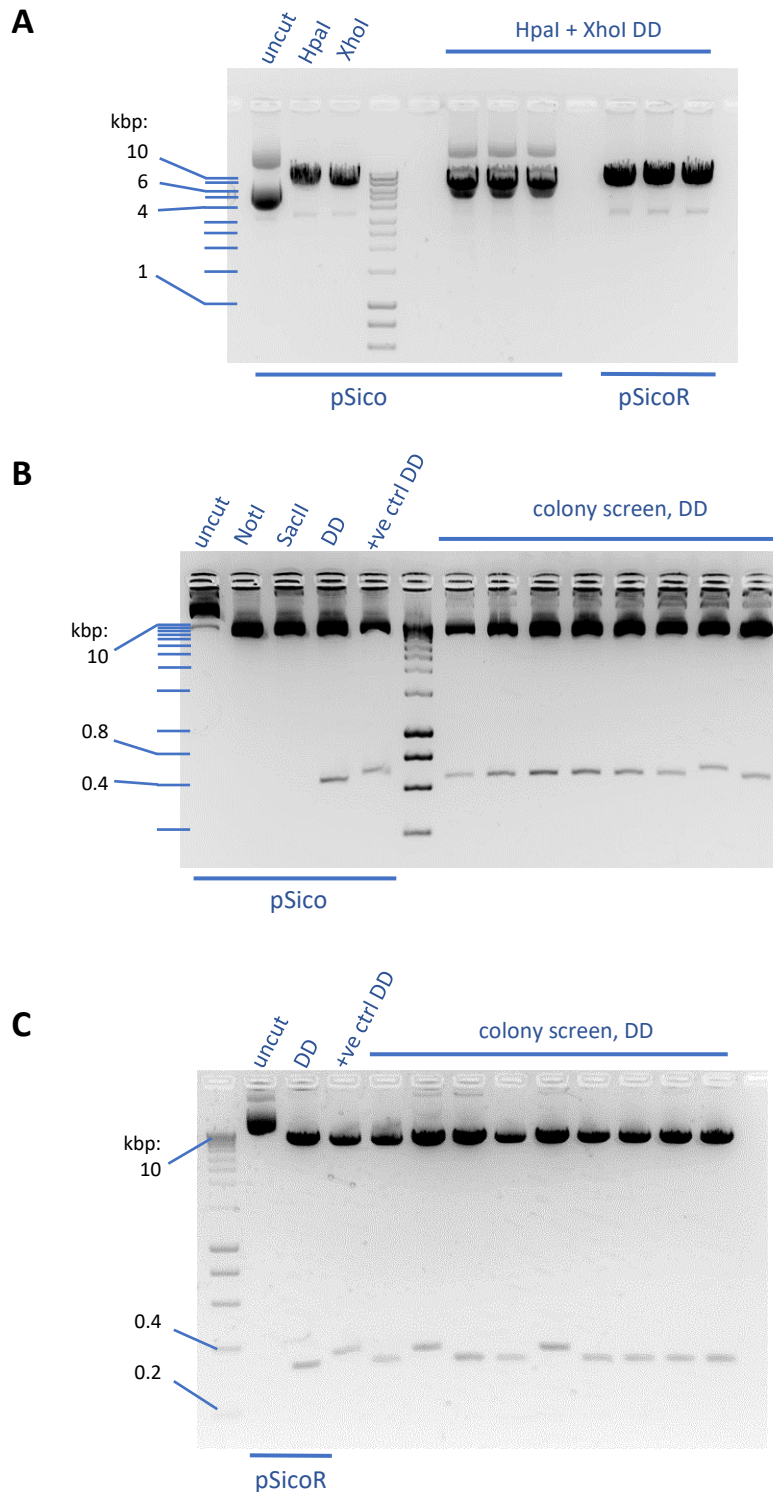 A
uncut
HpaI
XhoI
HpaI + XhoI DD
kbp:
10
6
4
1
pSico
pSicoR
B
uncut
NotI
SacII
DD
+ve ctrl DD
colony screen, DD
kbp:
10
0.8
0.4
pSico
C
uncut
DD
+ve ctrl DD
colony screen, DD
kbp:
10
0.4
0.2
pSicoR